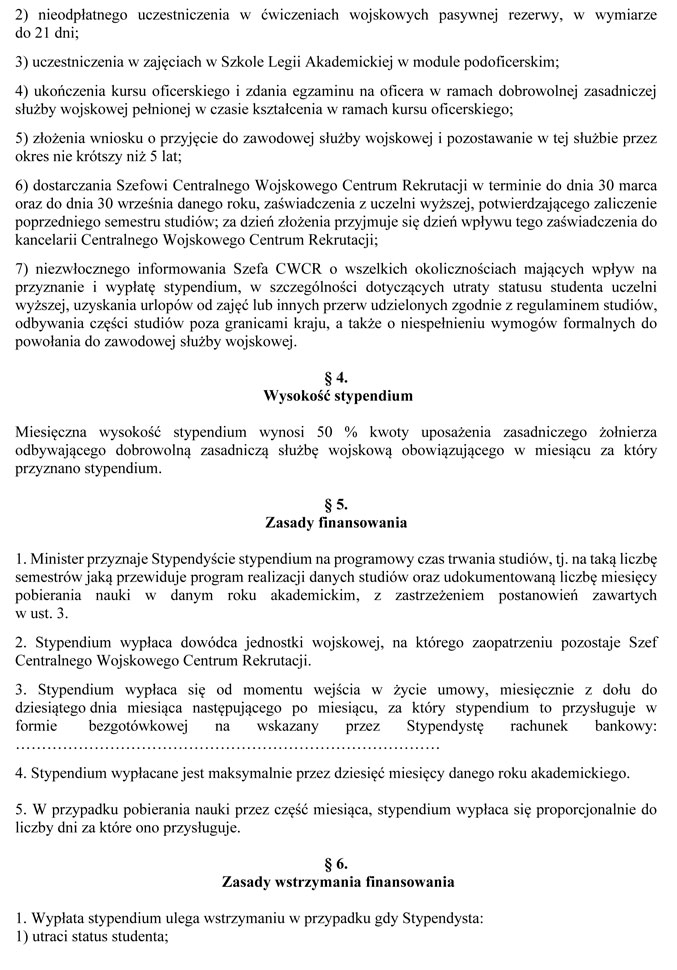 2) nieodpłatnego uczestniczenia w ćwiczeniach wojskowych pasywnej rezerwy, w wymiarze
do 21 dni;
3) uczestniczenia w zajęciach w Szkole Legii Akademickiej w module podoficerskim;
4) ukończenia kursu oficerskiego i zdania egzaminu na oficera w ramach dobrowolnej zasadniczej
służby wojskowej pełnionej w czasie kształcenia w ramach kursu oficerskiego;
5) złożenia wniosku o przyjęcie do zawodowej służby wojskowej i pozostawanie w tej służbie przez
okres nie krótszy niż 5 lat;
6) dostarczania Szefowi Centralnego Wojskowego Centrum Rekrutacji w terminie do dnia 30 marca
oraz do dnia 30 września danego roku, zaświadczenia z uczelni wyższej, potwierdzającego zaliczenie
poprzedniego semestru studiów; za dzień złożenia przyjmuje się dzień wpływu tego zaświadczenia do
kancelarii Centralnego Wojskowego Centrum Rekrutacji;
7) niezwłocznego informowania Szefa CWCR o wszelkich okolicznościach mających wpływ na
przyznanie i wypłatę stypendium, w szczególności dotyczących utraty statusu studenta uczelni
wyższej, uzyskania urlopów od zajęć lub innych przerw udzielonych zgodnie z regulaminem studiów,
odbywania części studiów poza granicami kraju, a także o niespełnieniu wymogów formalnych do
powołania do zawodowej służby wojskowej.
§ 4.
Wysokość stypendium
Miesięczna wysokość stypendium wynosi 50 % kwoty uposażenia zasadniczego żołnierza
odbywającego dobrowolną zasadniczą służbę wojskową obowiązującego w miesiącu za który
przyznano stypendium.
§ 5.
Zasady finansowania
1. Minister przyznaje Stypendyście stypendium na programowy czas trwania studiów, tj. na taką liczbę
semestrów jaką przewiduje program realizacji danych studiów oraz udokumentowaną liczbę miesięcy
pobierania nauki w danym roku akademickim, z zastrzeżeniem postanowień zawartych
w ust. 3.
2. Stypendium wypłaca dowódca jednostki wojskowej, na którego zaopatrzeniu pozostaje Szef
Centralnego Wojskowego Centrum Rekrutacji.
3. Stypendium wypłaca się od momentu wejścia w życie umowy, miesięcznie z dołu do
dziesiątego dnia miesiąca następującego po miesiącu, za który stypendium to przysługuje w
formie bezgotówkowej na wskazany przez Stypendystę rachunek bankowy:
………………………………………………………………………
4. Stypendium wypłacane jest maksymalnie przez dziesięć miesięcy danego roku akademickiego.
5. W przypadku pobierania nauki przez część miesiąca, stypendium wypłaca się proporcjonalnie do
liczby dni za które ono przysługuje.
§ 6.
Zasady wstrzymania finansowania
1. Wypłata stypendium ulega wstrzymaniu w przypadku gdy Stypendysta:
1) utraci status studenta;